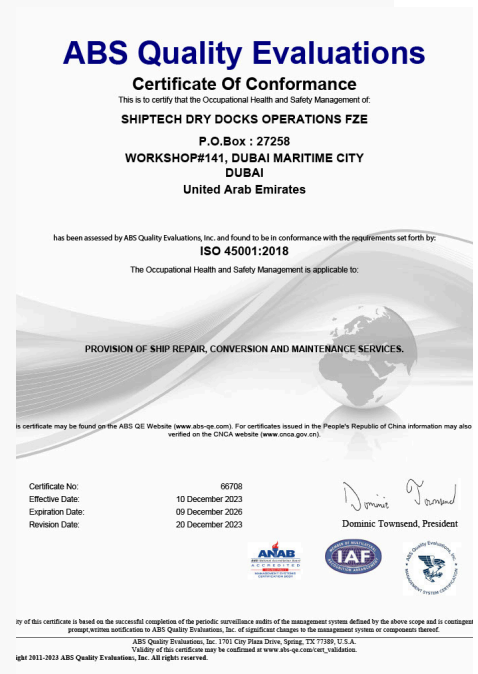 ABS Quality Evaluations
Certificate Of Conformance
This is to certify that the Occupational Health and Safety Management of:
SHIPTECH DRY DOCKS OPERATIONS FZE
P.O.Box : 27258
WORKSHOP#141, DUBAI MARITIME CITY
DUBAI
United Arab Emirates
has been assessed by ABS Quality Evaluations, Inc. and found to be in conformance with the requirements set forth by:
ISO 45001:2018
The Occupational Health and Safety Management is applicable to:
PROVISION OF SHIP REPAIR, CONVERSION AND MAINTENANCE SERVICES.
is certificate may be found on the ABS QE Website (www.abs-qe.com). For certificates issued in the People's Republic of China information may also
verified on the CNCA website (www.cnca.gov.cn).
Certificate No: 66708
Effective Date: 10 December 2023
Expiration Date: 09 December 2026
Revision Date: 20 December 2023
Dominic Townsend
Dominic Townsend, President
ANAB
ACCREDITED
IAF
ABS Quality Evaluations, Inc.
MANAGEMENT SYSTEM CERTIFICATION
ity of this certificate is based on the successful completion of the periodic surveillance audits of the management system defined by the above scope and is contingent
prompt,written notification to ABS Quality Evaluations, Inc. of significant changes to the management system or components thereof.
ABS Quality Evaluations, Inc. 1701 City Plaza Drive, Spring, TX 77389, U.S.A.
Validity of this certificate may be confirmed at www.abs-qe.com/cert_validation.
ight 2011-2023 ABS Quality Evaluations, Inc. All rights reserved.